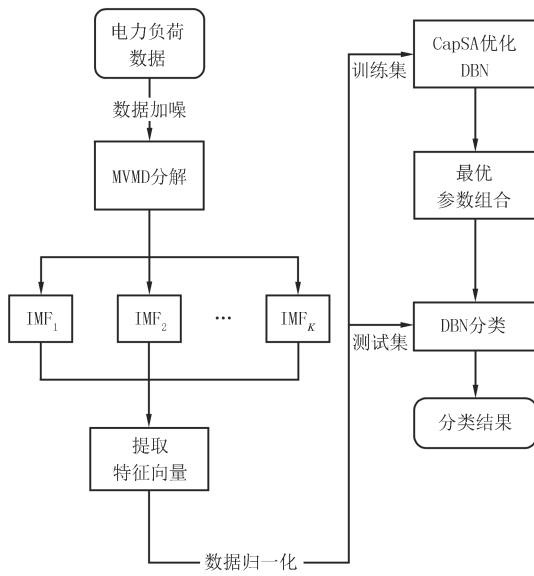 电力负荷
数据
数据加噪
MVMD分解
IMF1
IMF2
…
IMFK
提取
特征向量
数据归一化
训练集
CapSA优化
DBN
最优
参数组合
测试集
DBN分类
分类结果